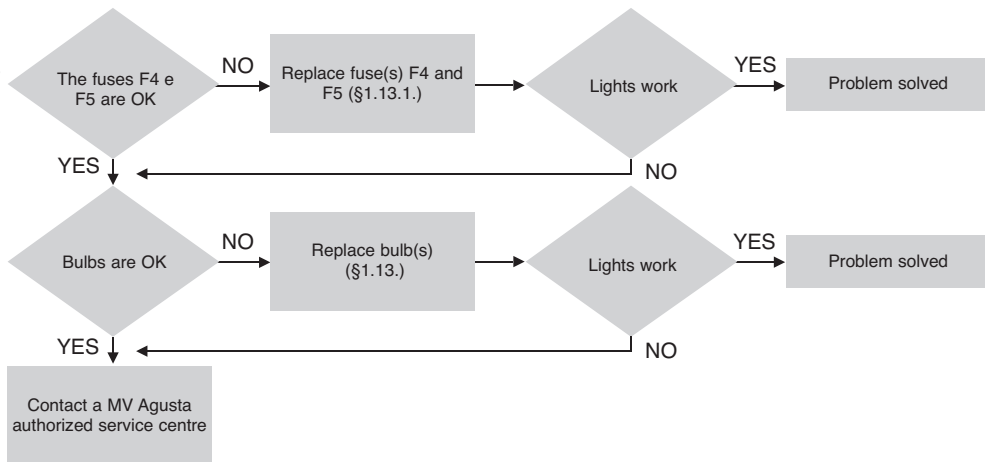 The fuses F4 e
F5 are OK
NO
Replace fuse(s) F4 and
F5 (§1.13.1.)
Lights work
YES
Problem solved
YES
NO
Bulbs are OK
NO
Replace bulb(s)
(§1.13.)
Lights work
YES
Problem solved
YES
NO
Contact a MV Agusta
authorized service centre